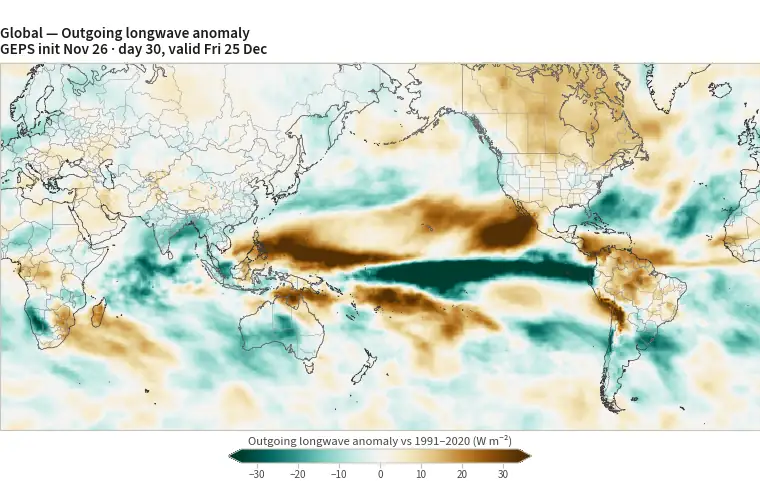 Global — Outgoing longwave anomaly
GEPS init Nov 26 · day 30, valid Fri 25 Dec
Outgoing longwave anomaly vs 1991–2020 (W m⁻²)
−30 −20 −10 0 10 20 30